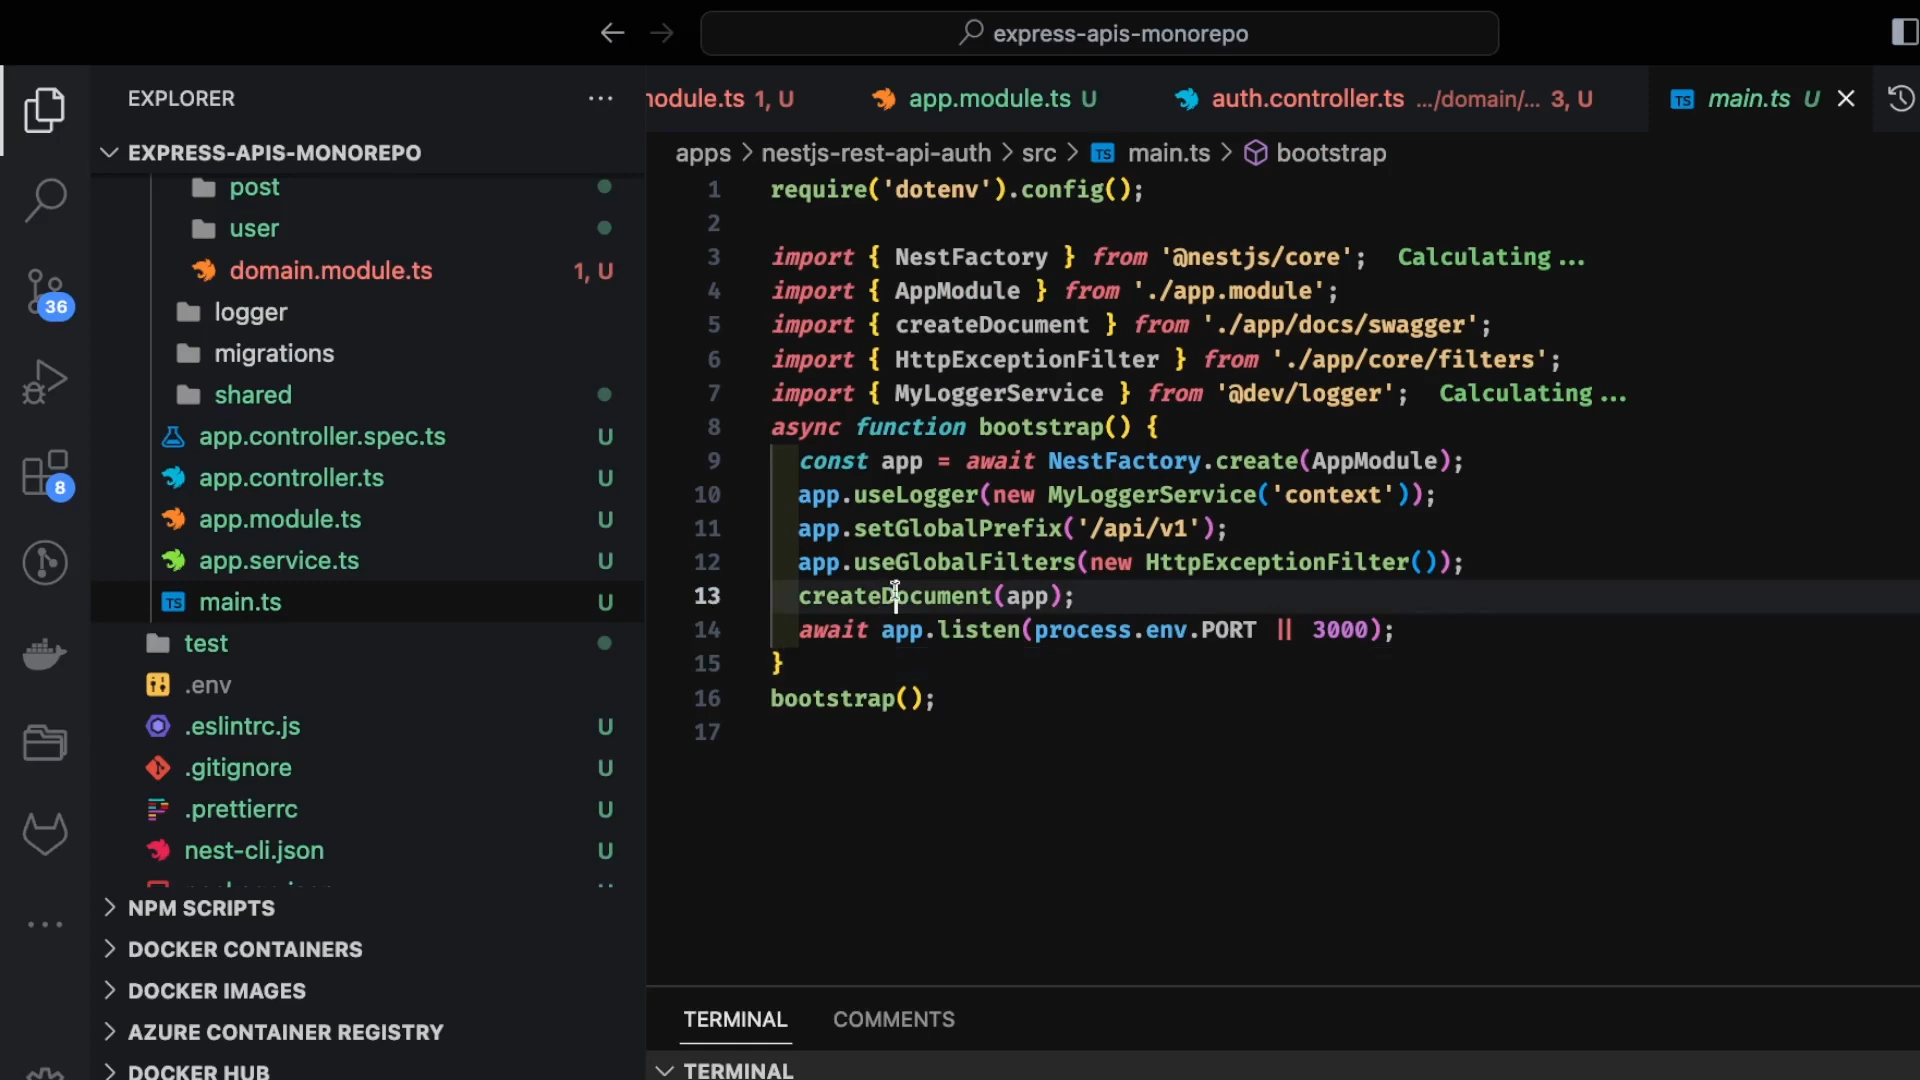 express-apis-monorepo
EXPLORER
EXPRESS-APIS-MONOREPO
post
user
domain.module.ts 1, U
logger
migrations
shared
app.controller.spec.ts U
app.controller.ts U
app.module.ts U
app.service.ts U
main.ts U
test
.env
.eslintrc.js U
.gitignore U
.prettierrc U
nest-cli.json U
NPM SCRIPTS
DOCKER CONTAINERS
DOCKER IMAGES
AZURE CONTAINER REGISTRY
DOCKER HUB
36
8
module.ts 1, U
app.module.ts U
auth.controller.ts .../domain/... 3, U
TS main.ts U
apps > nestjs-rest-api-auth > src > TS main.ts > bootstrap
1 require('dotenv').config();
2
3 import { NestFactory } from '@nestjs/core'; Calculating...
4 import { AppModule } from './app.module';
5 import { createDocument } from './app/docs/swagger';
6 import { HttpExceptionFilter } from './app/core/filters';
7 import { MyLoggerService } from '@dev/logger'; Calculating...
8 async function bootstrap() {
9 const app = await NestFactory.create(AppModule);
10 app.useLogger(new MyLoggerService('context'));
11 app.setGlobalPrefix('/api/v1');
12 app.useGlobalFilters(new HttpExceptionFilter());
13 createDocument(app);
14 await app.listen(process.env.PORT || 3000);
15 }
16 bootstrap();
17
TERMINAL COMMENTS
TERMINAL